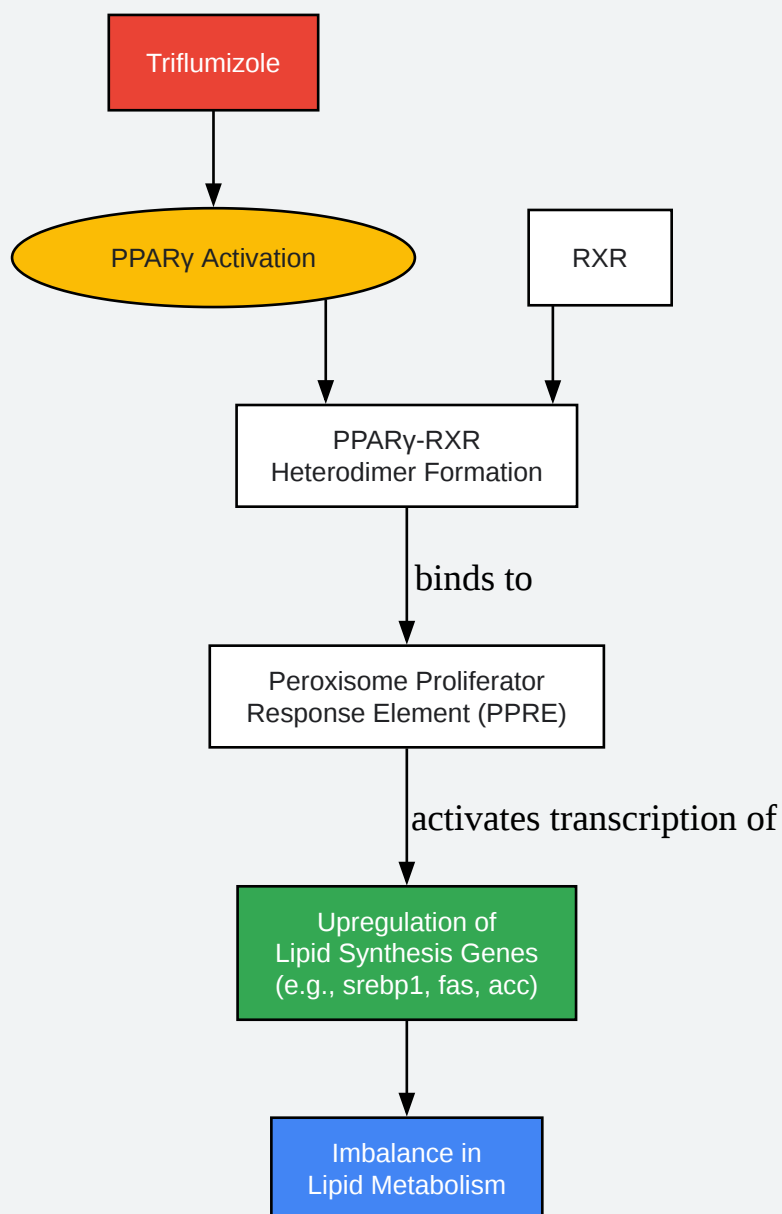 Triflumizole
PPARγ Activation
RXR
PPARγ-RXR
Heterodimer Formation
binds to
Peroxisome Proliferator
Response Element (PPRE)
activates transcription of
Upregulation of
Lipid Synthesis Genes
(e.g., srebp1, fas, acc)
Imbalance in
Lipid Metabolism